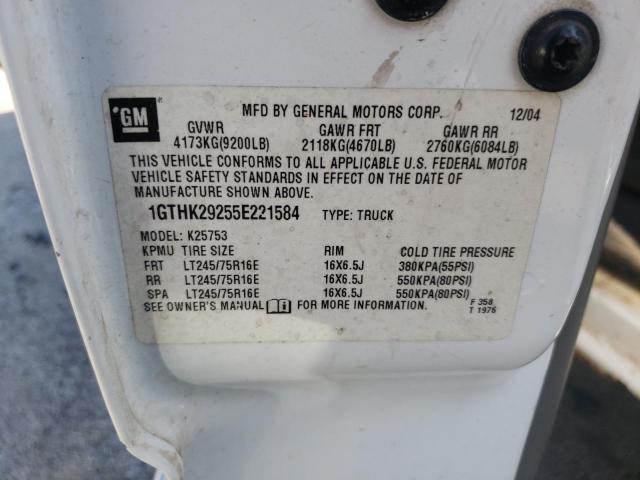 GM
MFD BY GENERAL MOTORS CORP. 12/04
GVWR GAWR FRT GAWR RR
4173KG(9200LB) 2118KG(4670LB) 2760KG(6084LB)
THIS VEHICLE CONFORMS TO ALL APPLICABLE U.S. FEDERAL MOTOR
VEHICLE SAFETY STANDARDS IN EFFECT ON THE DATE OF
MANUFACTURE SHOWN ABOVE.
1GTHK29255E221584 TYPE: TRUCK
MODEL: K25753
KPMU TIRE SIZE RIM COLD TIRE PRESSURE
FRT LT245/75R16E 16X6.5J 380KPA(55PSI)
RR LT245/75R16E 16X6.5J 550KPA(80PSI)
SPA LT245/75R16E 16X6.5J 550KPA(80PSI)
SEE OWNER'S MANUAL FOR MORE INFORMATION.
F 358
T 1976